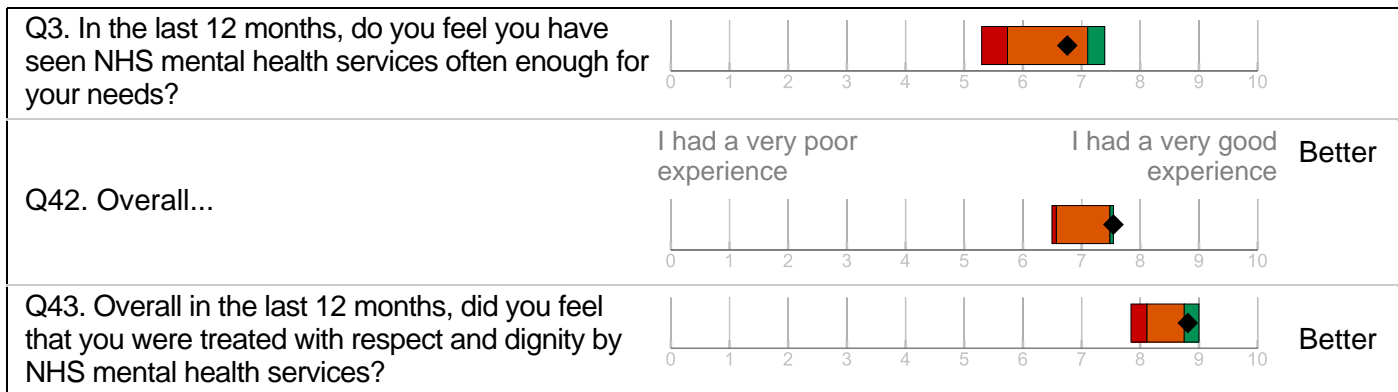 Q3. In the last 12 months, do you feel you have
seen NHS mental health services often enough for
your needs?
0 1 2 3 4 5 6 7 8 9 10
I had a very poor
experience
I had a very good
experience
Better
Q42. Overall...
0 1 2 3 4 5 6 7 8 9 10
Q43. Overall in the last 12 months, did you feel
that you were treated with respect and dignity by
NHS mental health services?
0 1 2 3 4 5 6 7 8 9 10
Better